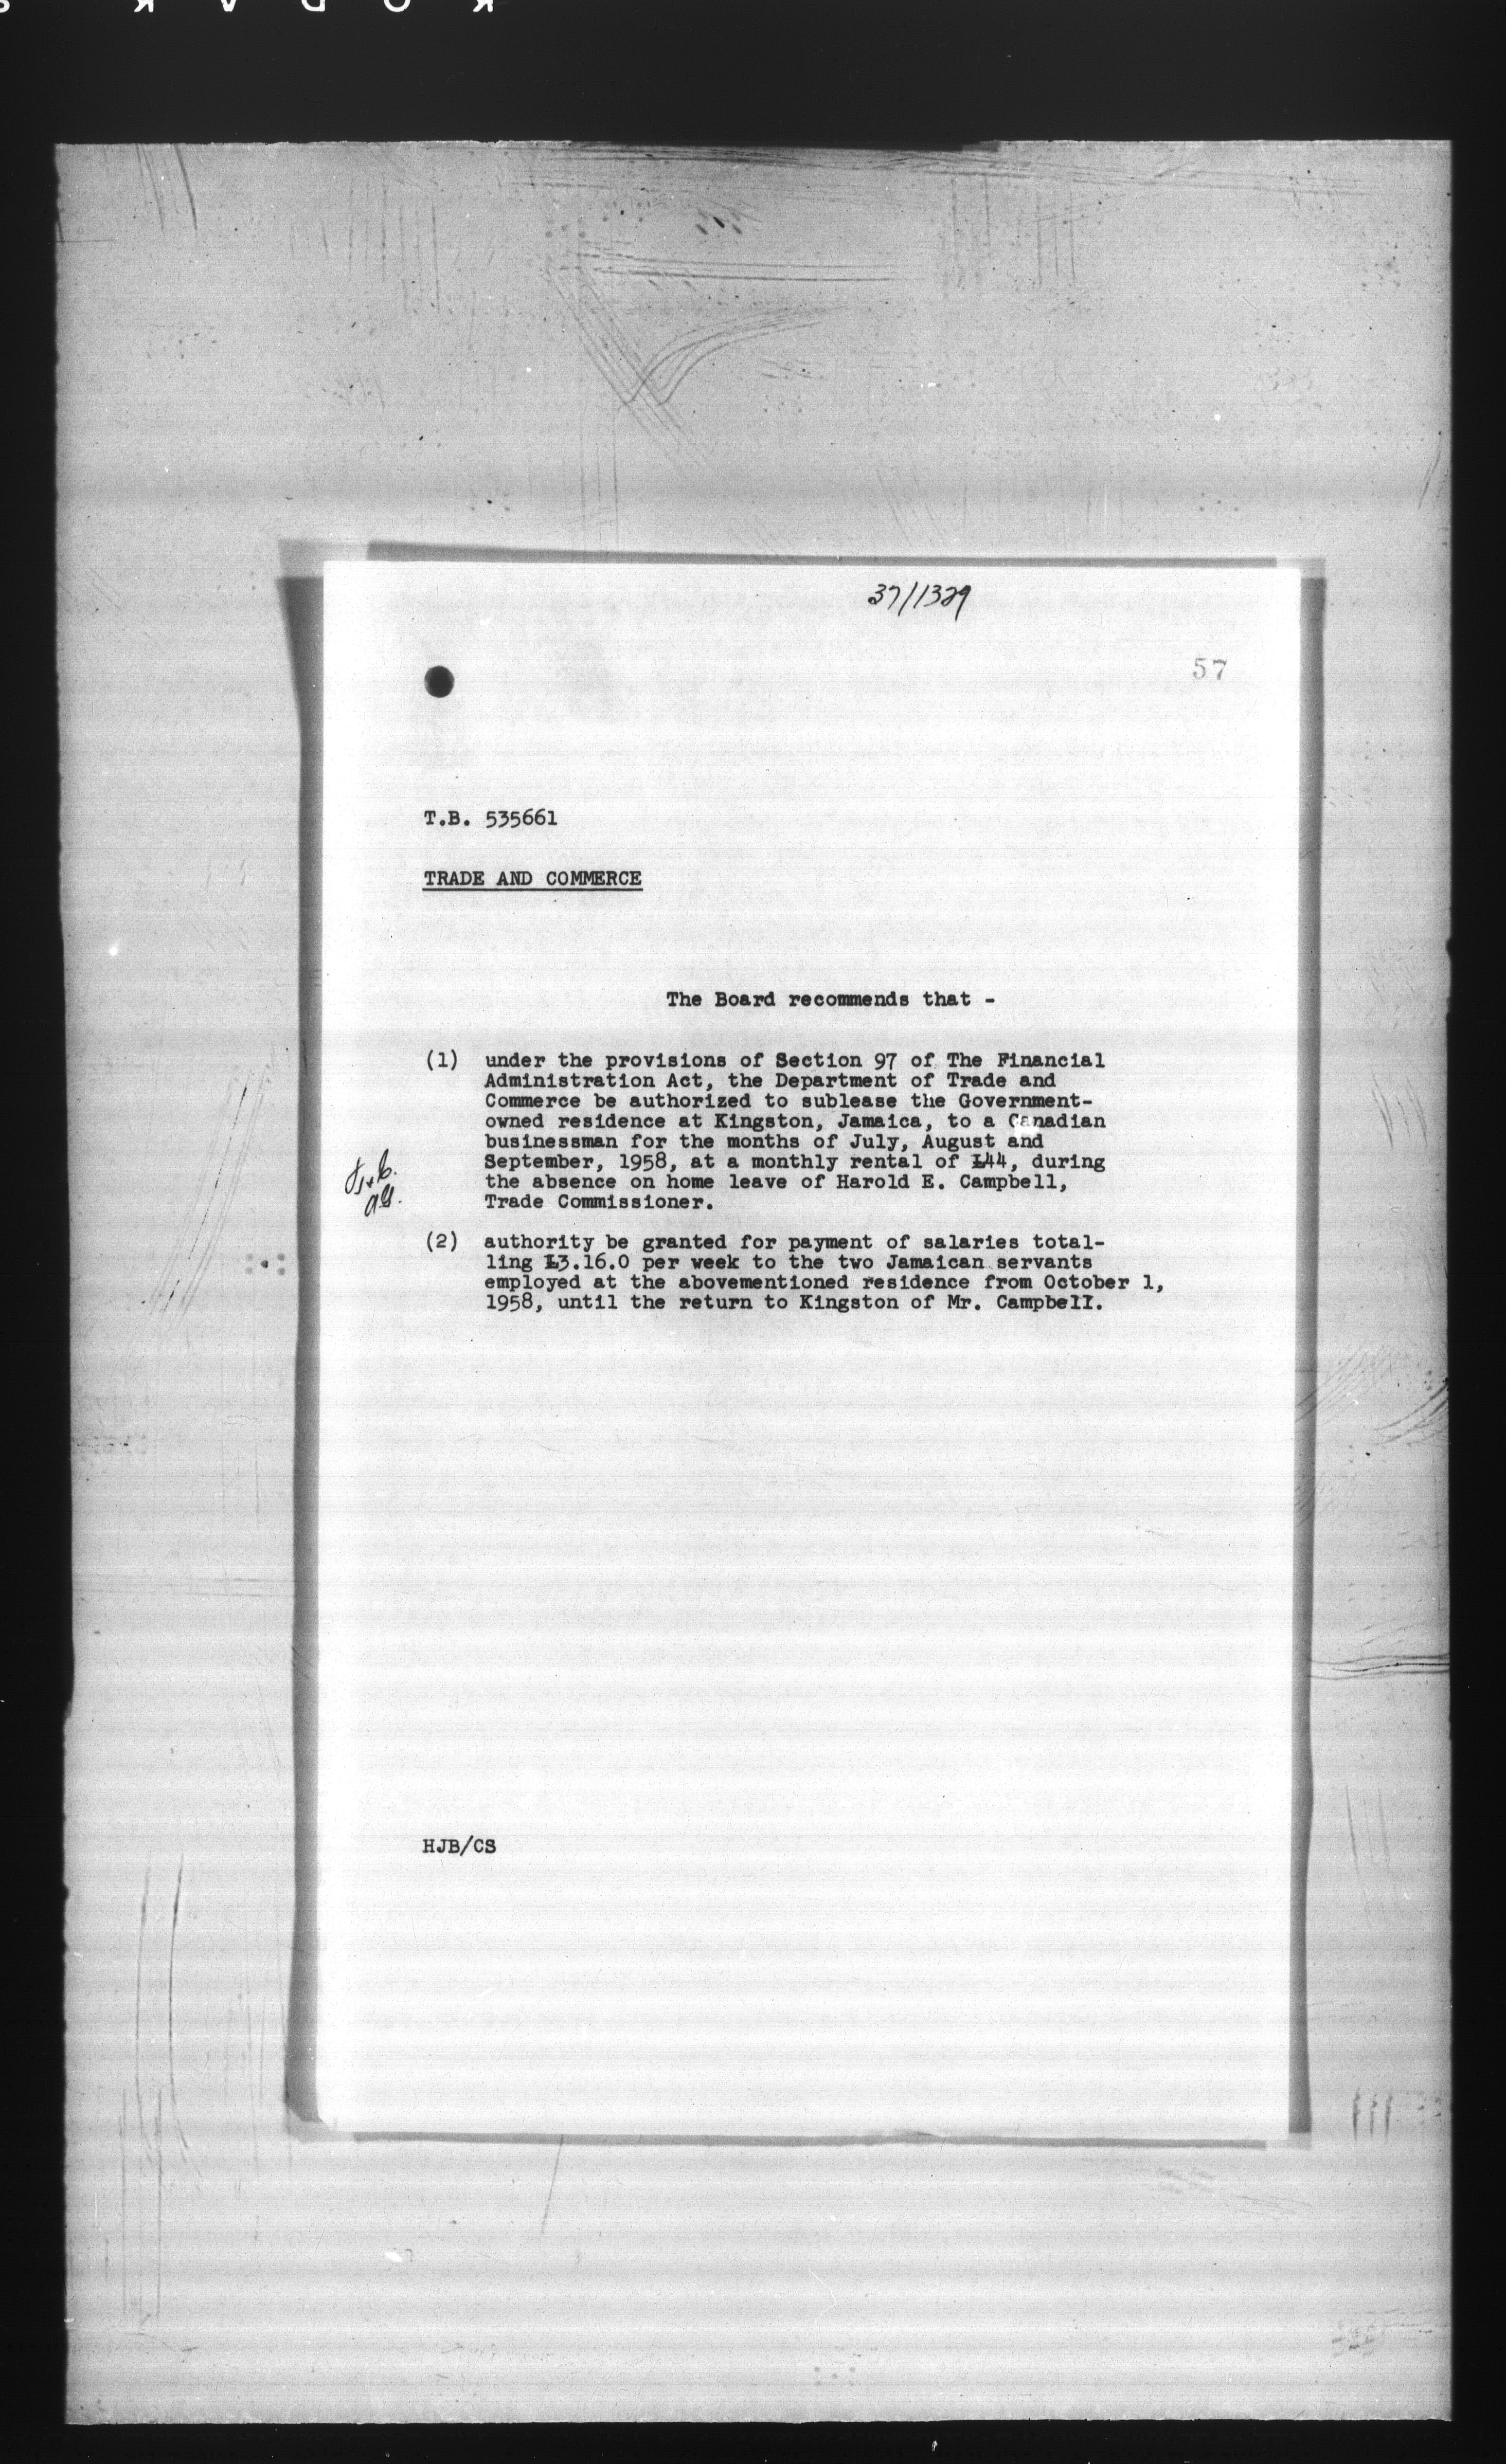 37/1329
57
T.B. 535661
TRADE AND COMMERCE
The Board recommends that -
(1) under the provisions of Section 97 of The Financial
Administration Act, the Department of Trade and
Commerce be authorized to sublease the Government-
owned residence at Kingston, Jamaica, to a Canadian
businessman for the months of July, August and
September, 1958, at a monthly rental of £44, during
the absence on home leave of Harold E. Campbell,
Trade Commissioner.
(2) authority be granted for payment of salaries total-
ling £3.16.0 per week to the two Jamaican servants
employed at the abovementioned residence from October 1,
1958, until the return to Kingston of Mr. Campbell.
HJB/CS